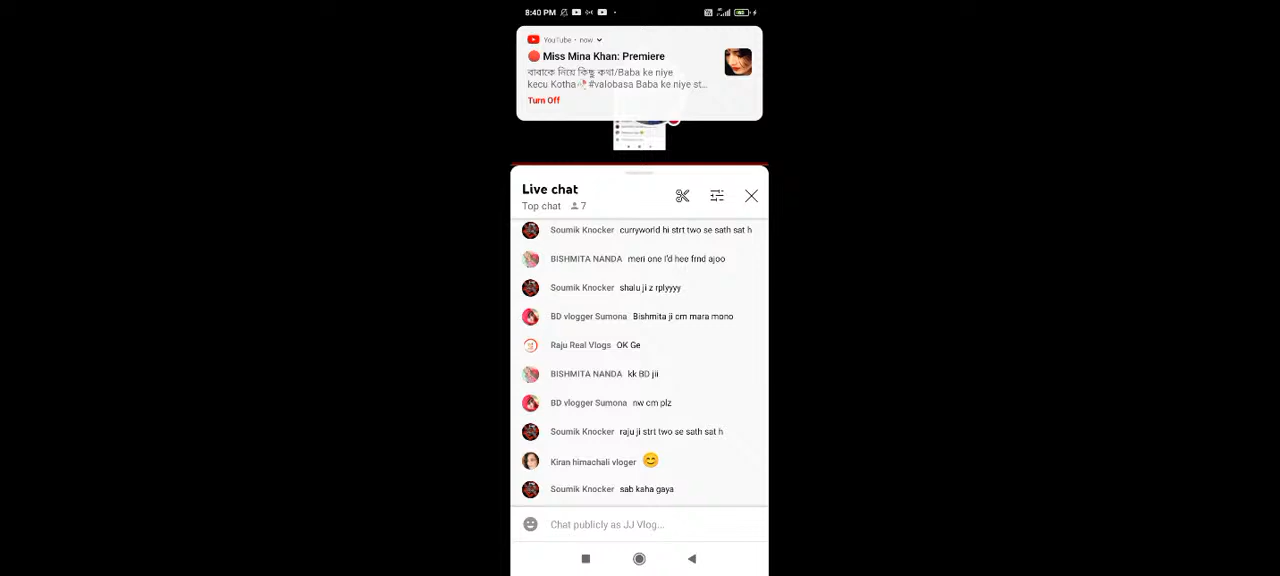 8:40 PM
YouTube • now
Miss Mina Khan: Premiere
বাবাকে নিয়ে কিছু কথা/Baba ke niye
kecu Kotha #valobasa Baba ke niye st...
Turn Off
Live chat
Top chat 7
Soumik Knocker curryworld hi strt two se sath sat h
BISHMITA NANDA meri one I'd hee frnd ajoo
Soumik Knocker shalu ji z rplyyyy
BD vlogger Sumona Bishmita ji cm mara mono
Raju Real Vlogs OK Ge
BISHMITA NANDA kk BD jii
BD vlogger Sumona nw cm plz
Soumik Knocker raju ji strt two se sath sat h
Kiran himachali vloger 😊
Soumik Knocker sab kaha gaya
Chat publicly as JJ Vlog...